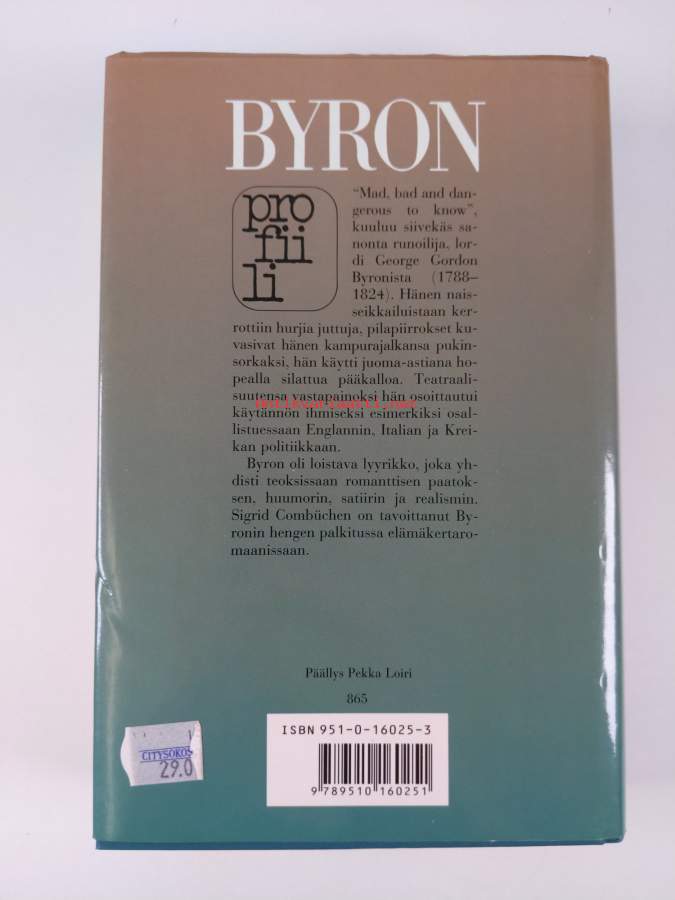 BYRON
pro
fii
li
"Mad, bad and dan-
gerous to know",
kuuluu siivekäs sa-
nonta runoilija, lor-
di George Gordon
Byronista (1788–
1824). Hänen nais-
seikkailuistaan ker-
rottiin hurjia juttuja, pilapiirrokset ku-
vasivat hänen kampurajalkansa pukin-
sorkaksi, hän käytti juoma-astiana ho-
pealla silattua pääkalloa. Teatraali-
suutensa vastapainoksi hän osoittautui
käytännön ihmiseksi esimerkiksi osal-
listuessaan Englannin, Italian ja Krei-
kan politiikkaan.
Byron oli loistava lyyrikko, joka yh-
disti teoksissaan romanttisen paatok-
sen, huumorin, satiirin ja realismin.
Sigrid Combüchen on tavoittanut By-
ronin hengen palkitussa elämäkertaro-
maanissaan.
Päällys Pekka Loiri
865
ISBN 951-0-16025-3
9 789510 160251
CITYSOKOS
29.0